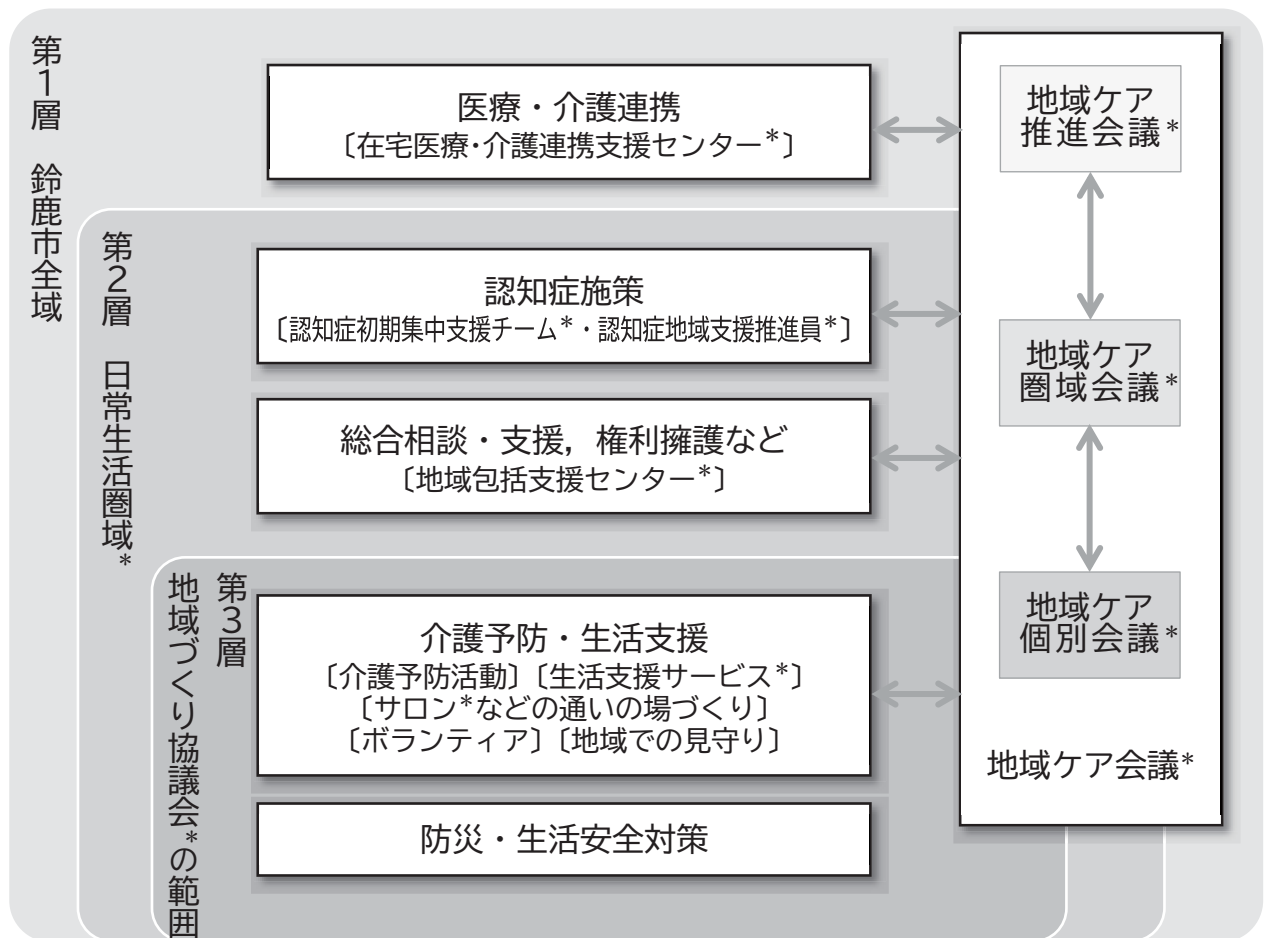 第1層　鈴鹿市全域
医療・介護連携
〔在宅医療・介護連携支援センター*〕
地域ケア
推進会議*
第2層　日常生活圏域*
認知症施策
〔認知症初期集中支援チーム*・認知症地域支援推進員*〕
地域ケア
圏域会議*
総合相談・支援，権利擁護など
〔地域包括支援センター*〕
第3層
地域づくり協議会*の範囲
介護予防・生活支援
〔介護予防活動〕〔生活支援サービス*〕
〔サロン*などの通いの場づくり〕
〔ボランティア〕〔地域での見守り〕
地域ケア
個別会議*
地域ケア会議*
防災・生活安全対策